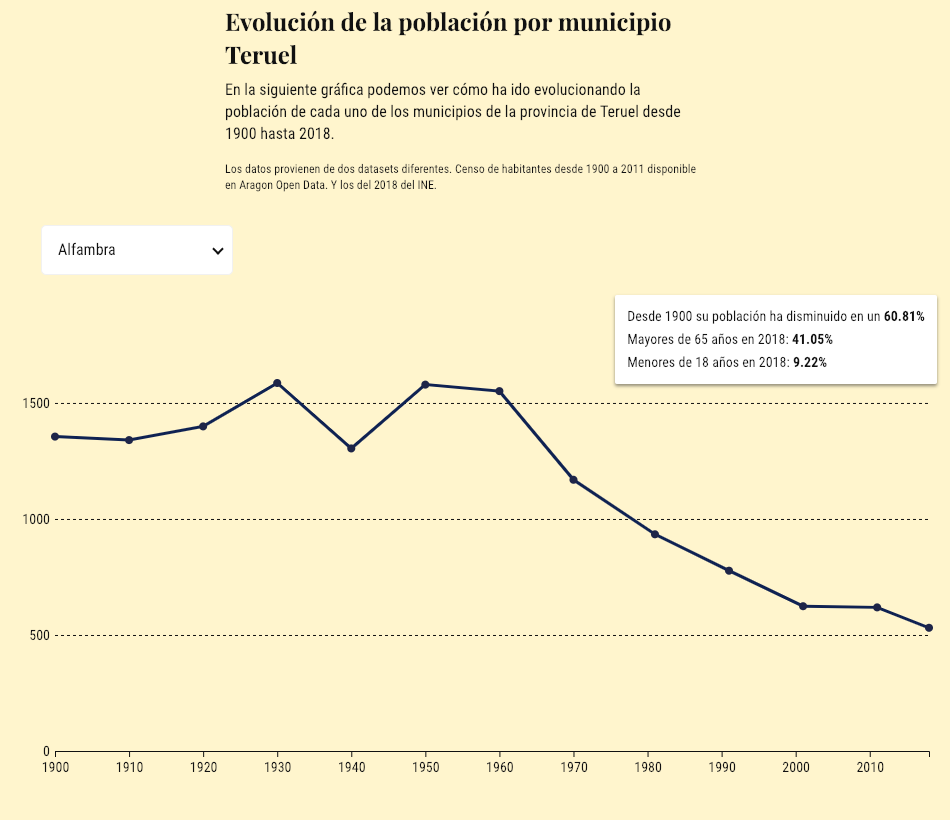 Evolución de la población por municipio
Teruel
En la siguiente gráfica podemos ver cómo ha ido evolucionando la
población de cada uno de los municipios de la provincia de Teruel desde
1900 hasta 2018.
Los datos provienen de dos datasets diferentes. Censo de habitantes desde 1900 a 2011 disponible
en Aragon Open Data. Y los del 2018 del INE.
Alfambra
Desde 1900 su población ha disminuido en un 60.81%
Mayores de 65 años en 2018: 41.05%
Menores de 18 años en 2018: 9.22%
1500
1000
500
0
1900 1910 1920 1930 1940 1950 1960 1970 1980 1990 2000 2010